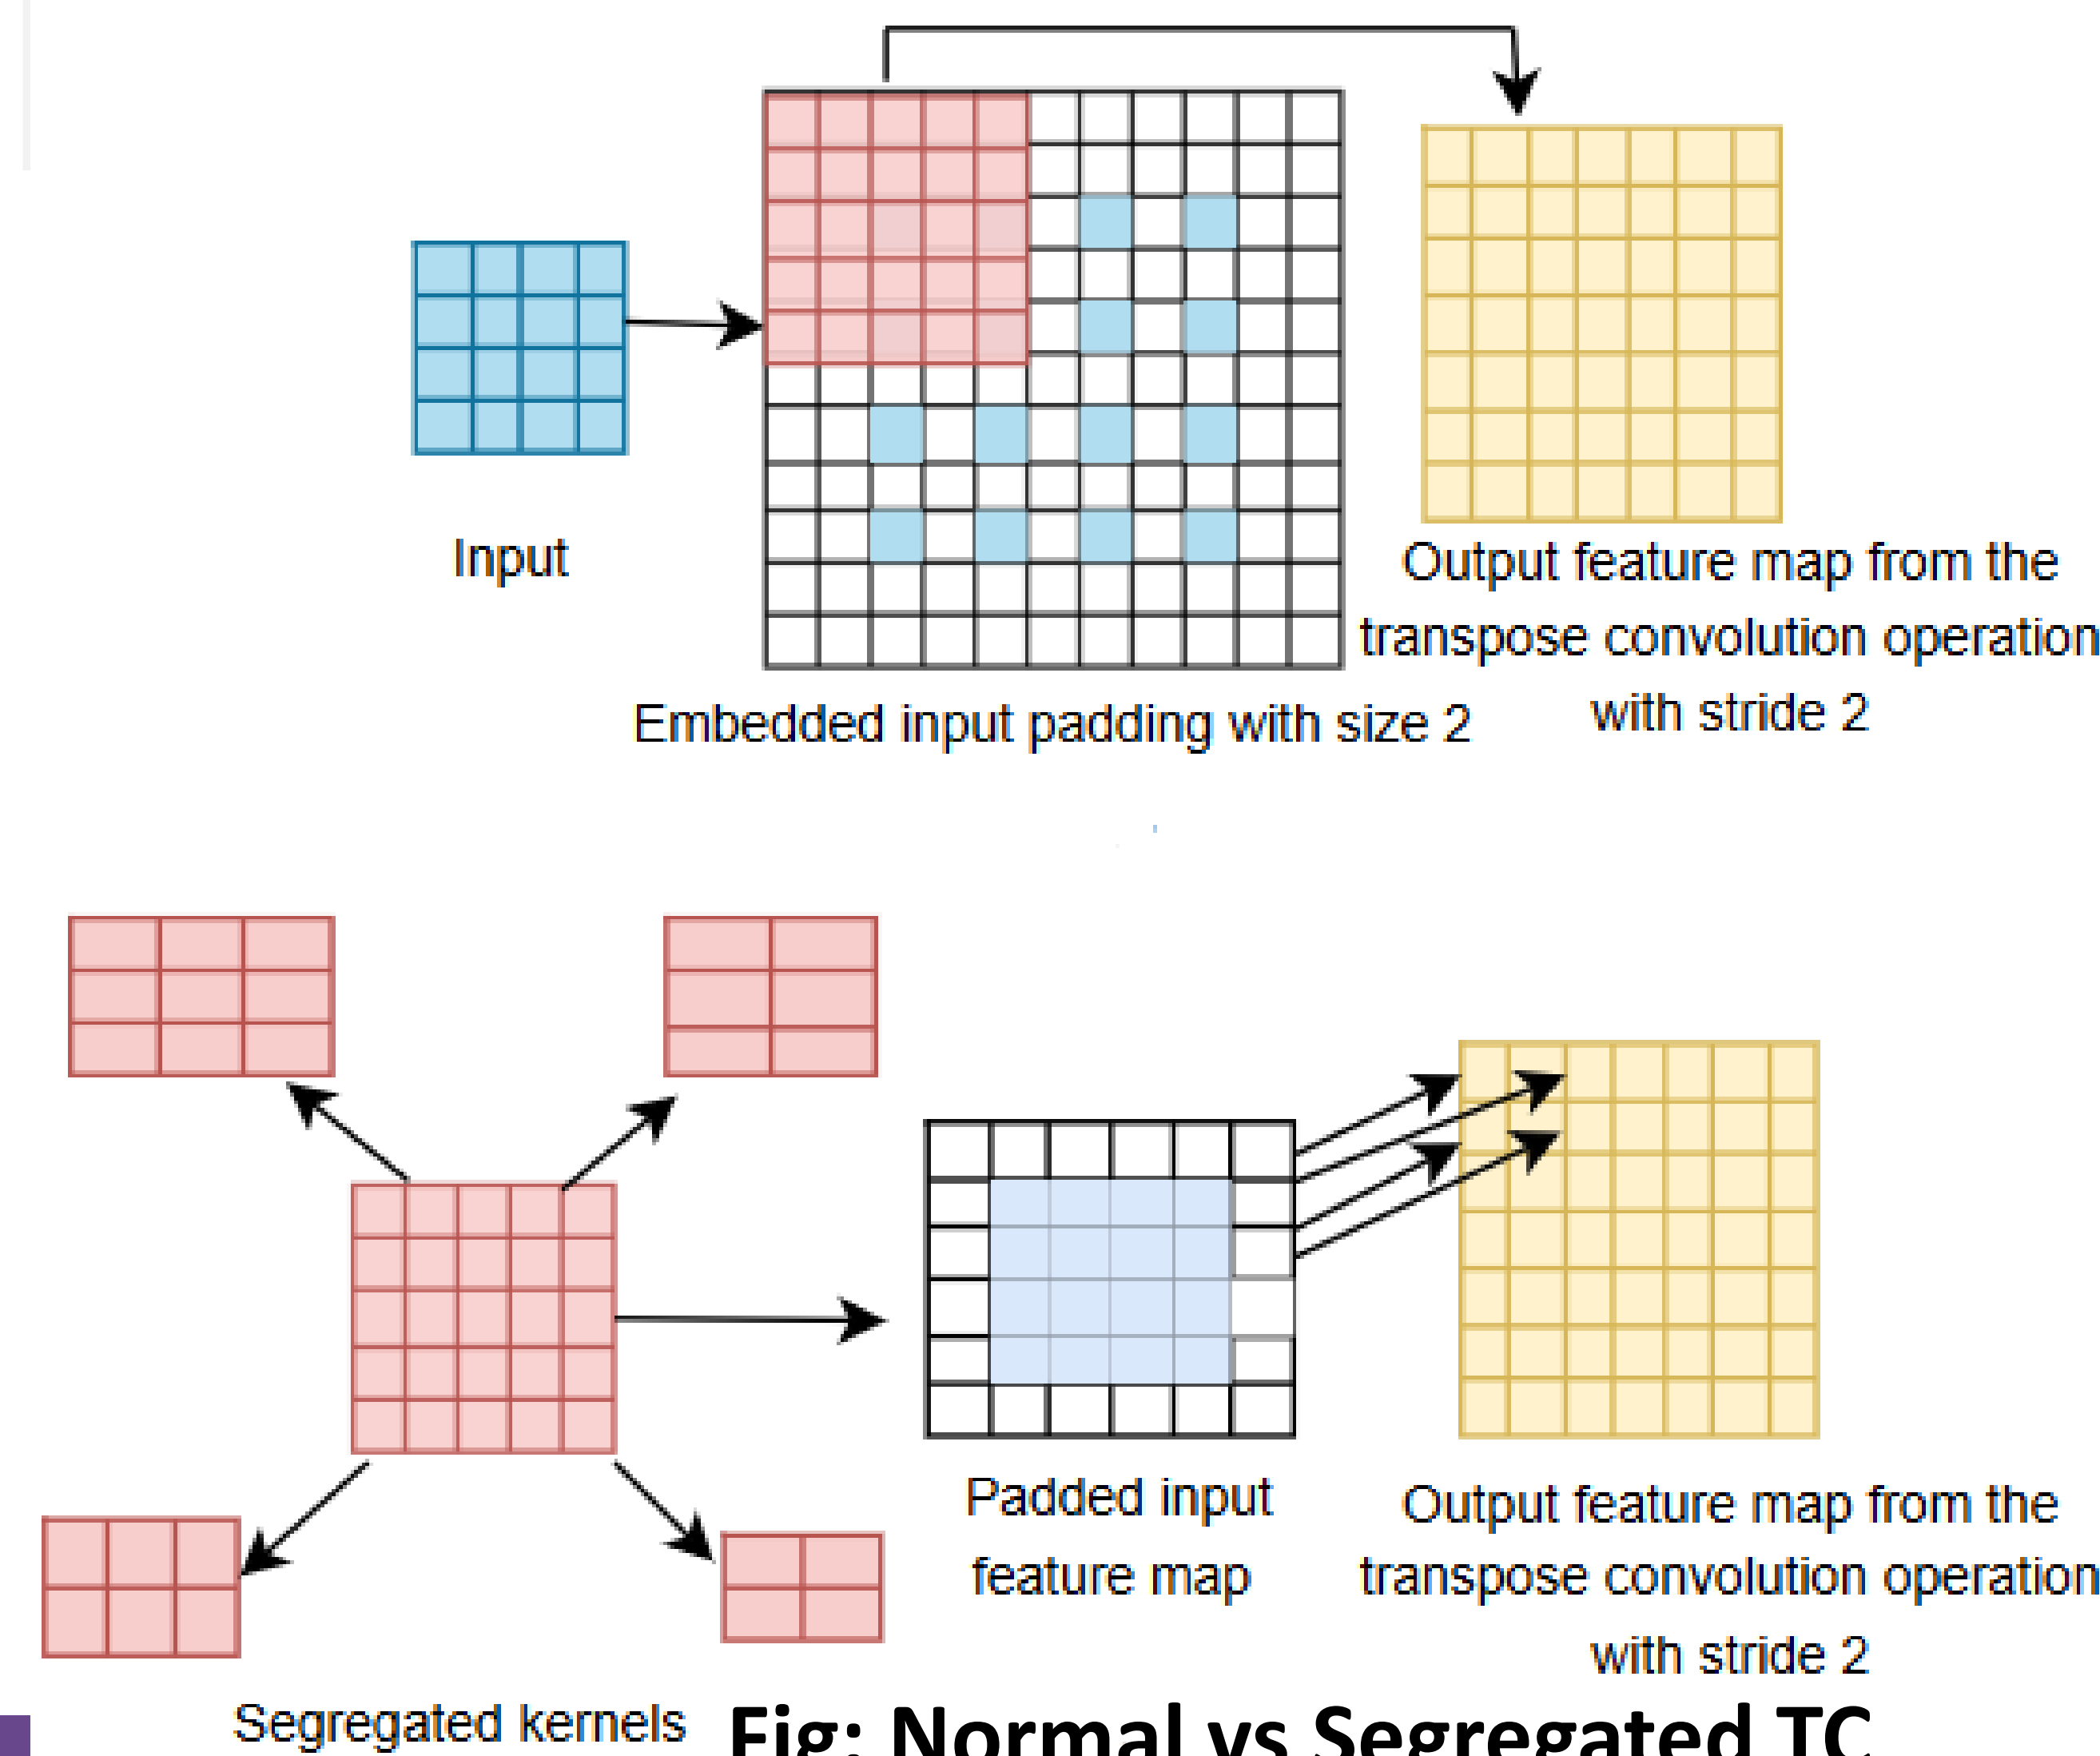 Input
Embedded input padding with size 2
Output feature map from the
transpose convolution operation
with stride 2
Segregated kernels
Padded input
feature map
Output feature map from the
transpose convolution operation
with stride 2
Fig: Normal vs Segregated TC